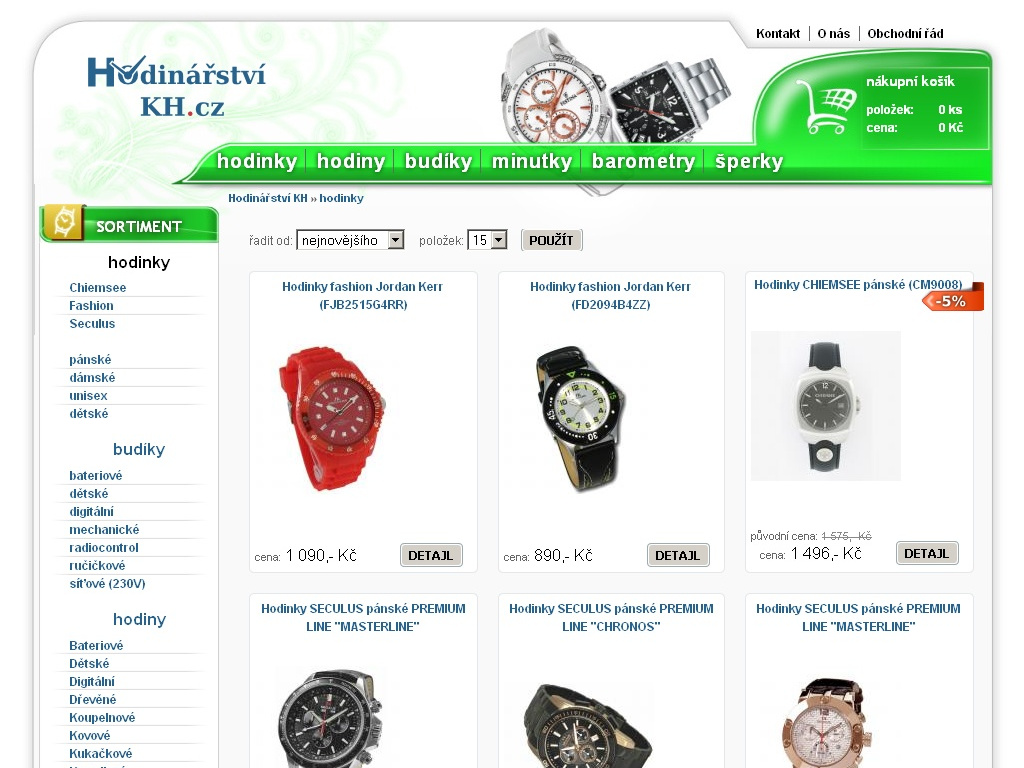 Kontakt | O nás | Obchodní řád
Hodinářství
KH.cz
nákupní košík
položek: 0 ks
cena: 0 Kč
hodinky | hodiny | budíky | minutky | barometry | šperky
Hodinářství KH » hodinky
SORTIMENT
řadit od: nejnovějšího položek: 15 POUŽÍT
hodinky
Chiemsee
Fashion
Seculus
pánské
dámské
unisex
dětské
budíky
bateriové
dětské
digitální
mechanické
radiocontrol
ručičkové
síťové (230V)
hodiny
Bateriové
Dětské
Digitální
Dřevěné
Koupelnové
Kovové
Kukačkové
Hodinky fashion Jordan Kerr
(FJB2515G4RR)
cena: 1 090,- Kč DETAJL
Hodinky fashion Jordan Kerr
(FD2094B4ZZ)
cena: 890,- Kč DETAJL
Hodinky CHIEMSEE pánské (CM9008)
-5%
původní cena: 1 575,- Kč
cena: 1 496,- Kč DETAJL
Hodinky SECULUS pánské PREMIUM
LINE "MASTERLINE"
Hodinky SECULUS pánské PREMIUM
LINE "CHRONOS"
Hodinky SECULUS pánské PREMIUM
LINE "MASTERLINE"